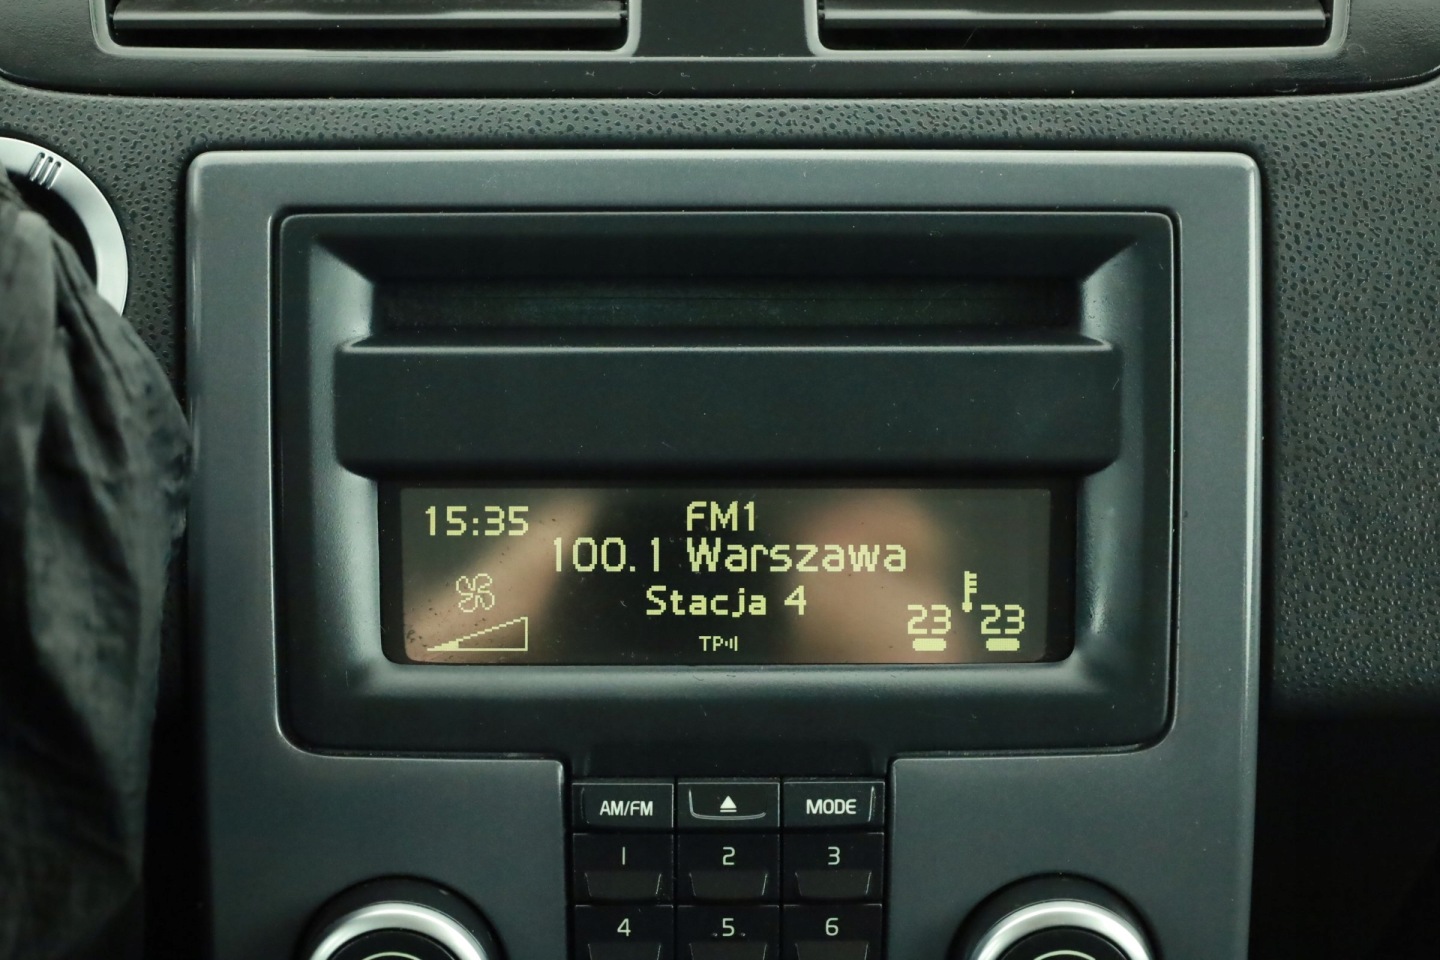 15:35
FM1
100.1 Warszawa
Stacja 4
23 23
TP
AM/FM
MODE
1 2 3
4 5 6